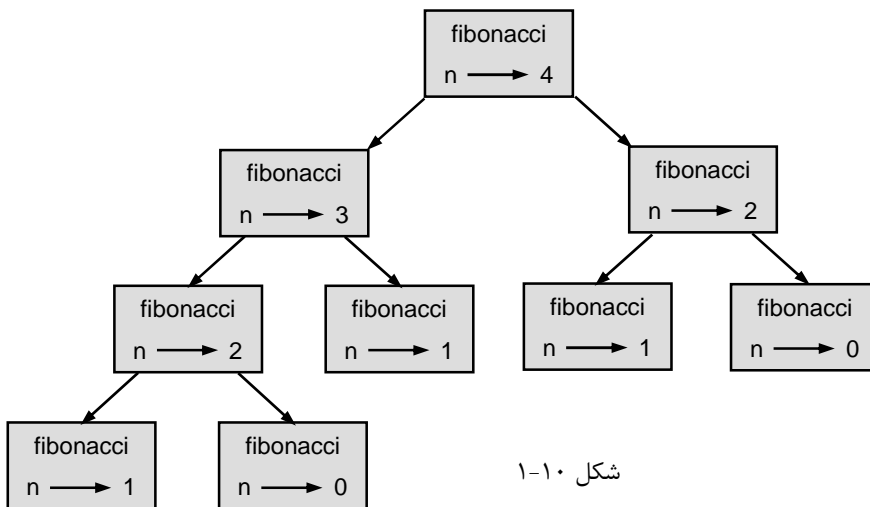 fibonacci
n 4
fibonacci
n 3
fibonacci
n 2
fibonacci
n 2
fibonacci
n 1
fibonacci
n 1
fibonacci
n 0
fibonacci
n 1
fibonacci
n 0
شکل ۱۰-۱